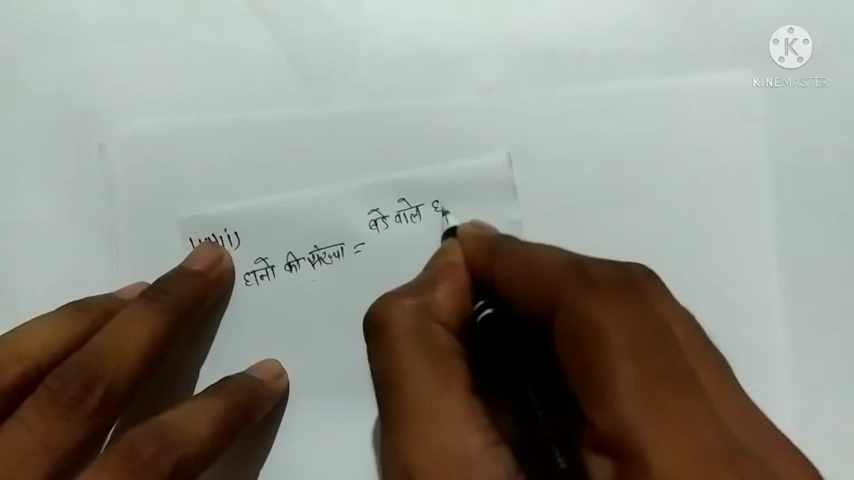 बडे वाले घ
घनो की संख्या =
K
KINEMASTER